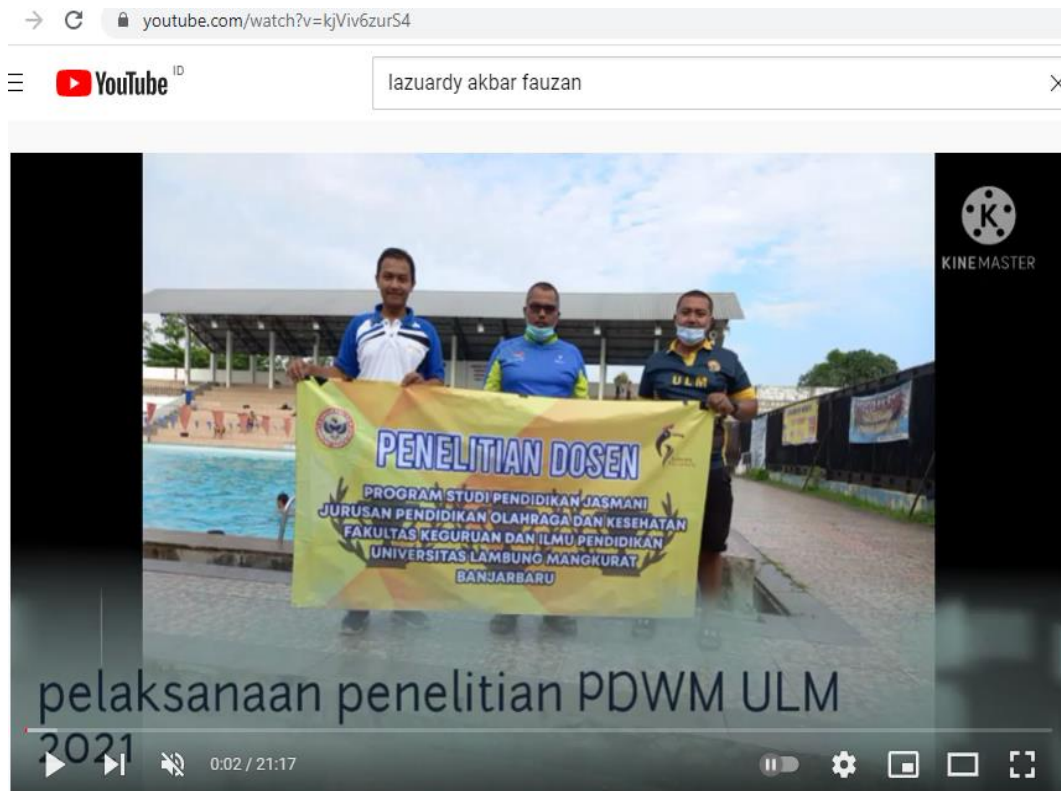 youtube.com/watch?v=kjViv6zurS4
YouTube ID
lazuardy akbar fauzan
KINEMASTER
ULM
PENELITIAN DOSEN
PROGRAM STUDI PENDIDIKAN JASMANI
JURUSAN PENDIDIKAN OLAHRAGA DAN KESEHATAN
FAKULTAS KEGURUAN DAN ILMU PENDIDIKAN
UNIVERSITAS LAMBUNG MANGKURAT
BANJARBARU
pelaksanaan penelitian PDWM ULM
2021
0:02 / 21:17